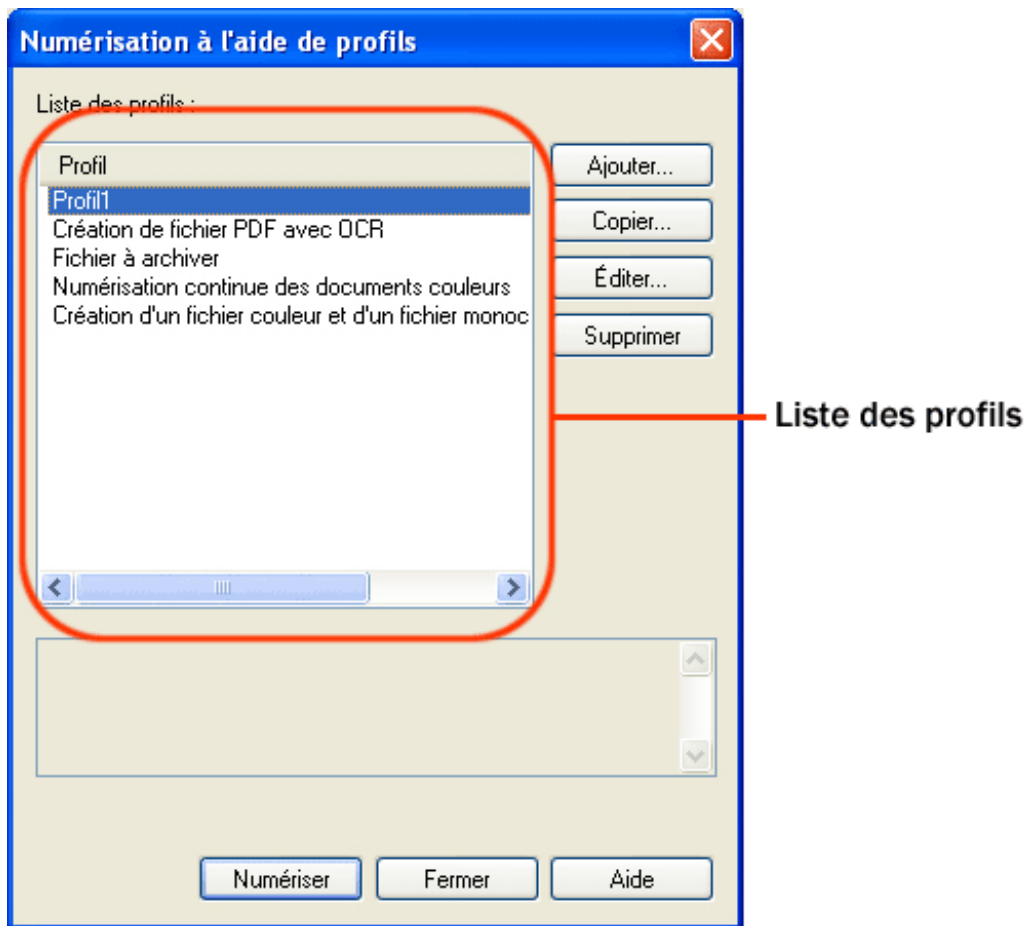 Numérisation à l'aide de profils
Liste des profils :
Profil
Profil1
Création de fichier PDF avec OCR
Fichier à archiver
Numérisation continue des documents couleurs
Création d'un fichier couleur et d'un fichier monoc
Ajouter...
Copier...
Éditer...
Supprimer
Liste des profils
Numériser
Fermer
Aide